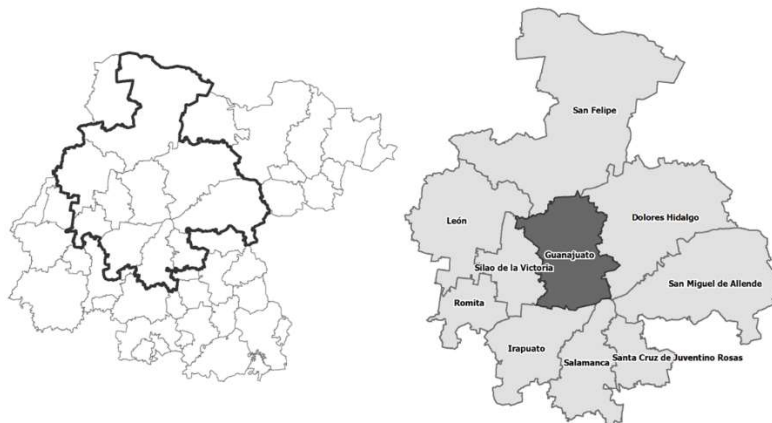 San Felipe
León
Dolores Hidalgo
Guanajuato
Silao de la Victoria
San Miguel de Allende
Romita
Irapuato
Salamanca
Santa Cruz de Juventino Rosas